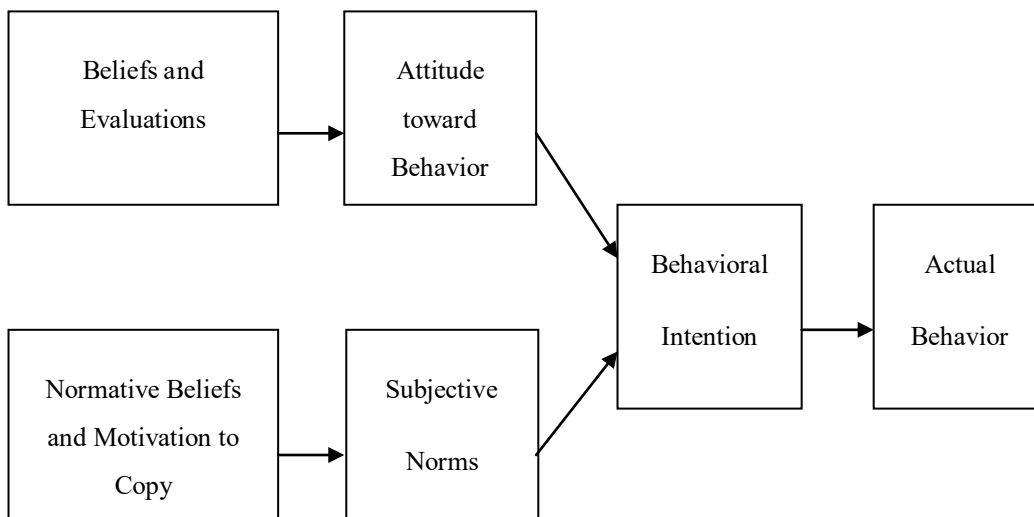 Beliefs and
Evaluations
Attitude
toward
Behavior
Behavioral
Intention
Actual
Behavior
Normative Beliefs
and Motivation to
Copy
Subjective
Norms